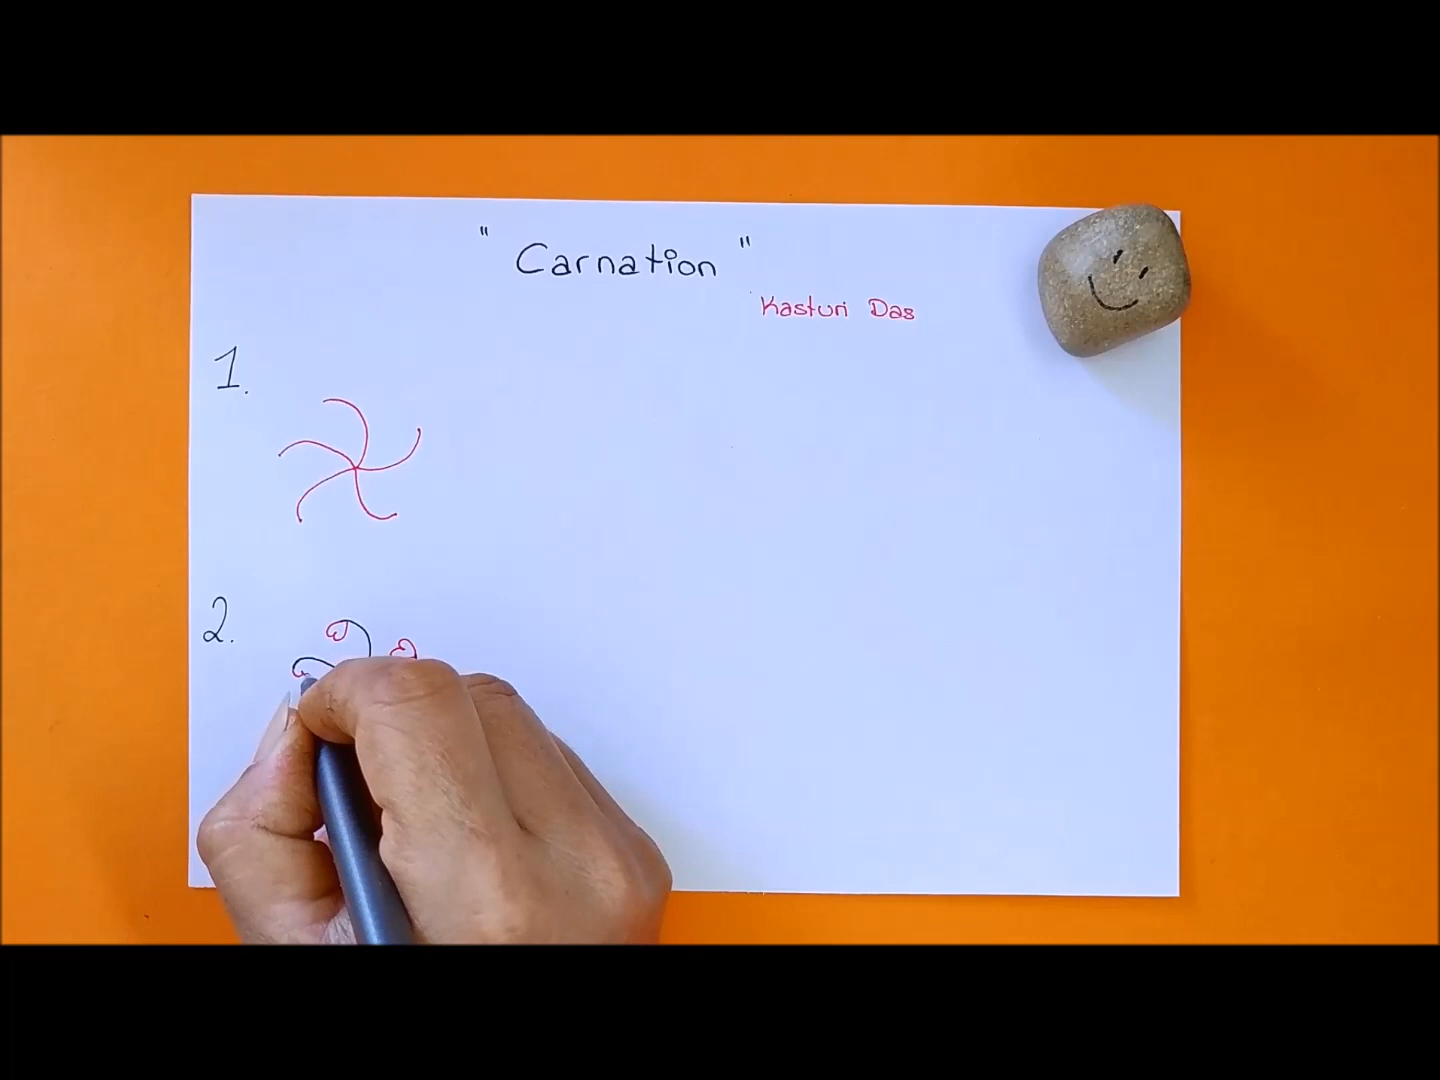 " Carnation "
Kasturi Das
1.
2.